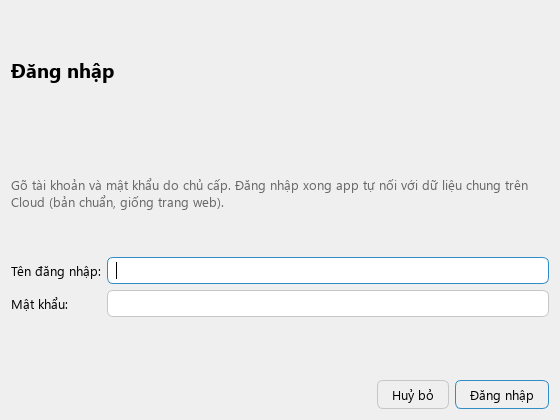 Đăng nhập
Gõ tài khoản và mật khẩu do chủ cấp. Đăng nhập xong app tự nối với dữ liệu chung trên
Cloud (bản chuẩn, giống trang web).
Tên đăng nhập:
Mật khẩu:
Huỷ bỏ
Đăng nhập